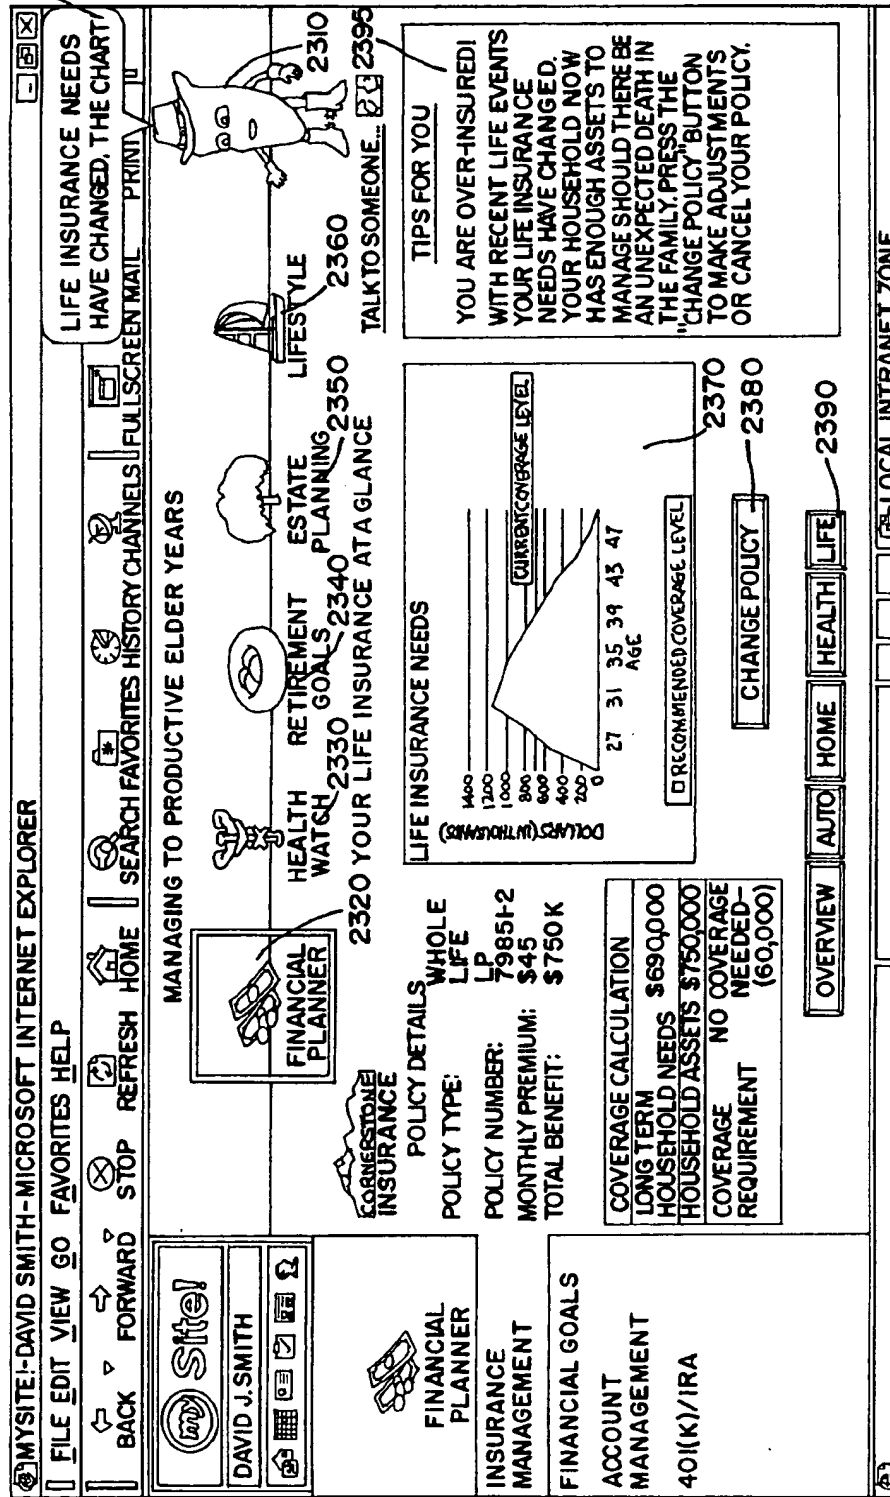 MYSITE!-DAVID SMITH-MICROSOFT INTERNET EXPLORER
FILE EDIT VIEW GO FAVORITES HELP
BACK FORWARD STOP REFRESH HOME SEARCH FAVORITES HISTORY CHANNELS FULLSCREEN MAIL PRINT
LIFE INSURANCE NEEDS
HAVE CHANGED, THE CHART
my Site!
DAVID J. SMITH
MANAGING TO PRODUCTIVE ELDER YEARS
2310
FINANCIAL
PLANNER
2320
HEALTH
WATCH
2330
RETIREMENT
GOALS
2340
ESTATE
PLANNING
2350
LIFESTYLE
2360
TALK TO SOMEONE...
2395
FINANCIAL
PLANNER
INSURANCE
MANAGEMENT
FINANCIAL GOALS
ACCOUNT
MANAGEMENT
401(K)/IRA
YOUR LIFE INSURANCE AT A GLANCE
CORNERSTONE
INSURANCE
POLICY DETAILS
POLICY TYPE: WHOLE
LIFE
POLICY NUMBER: LP
79851-2
MONTHLY PREMIUM: $45
TOTAL BENEFIT: $750K
COVERAGE CALCULATION
LONG TERM
HOUSEHOLD NEEDS $690,000
HOUSEHOLD ASSETS $750,000
COVERAGE NO COVERAGE
REQUIREMENT NEEDED-
(60,000)
LIFE INSURANCE NEEDS
DOLLARS (IN THOUSANDS)
1400
1200
1000
800
600
400
200
0
CURRENT COVERAGE LEVEL
27 31 35 39 43 47
AGE
RECOMMENDED COVERAGE LEVEL
2370
CHANGE POLICY
2380
OVERVIEW AUTO HOME HEALTH LIFE
2390
TIPS FOR YOU
YOU ARE OVER-INSURED!
WITH RECENT LIFE EVENTS
YOUR LIFE INSURANCE
NEEDS HAVE CHANGED.
YOUR HOUSEHOLD NOW
HAS ENOUGH ASSETS TO
MANAGE SHOULD THERE BE
AN UNEXPECTED DEATH IN
THE FAMILY. PRESS THE
"CHANGE POLICY" BUTTON
TO MAKE ADJUSTMENTS
OR CANCEL YOUR POLICY.
LOCAL INTRANET ZONE